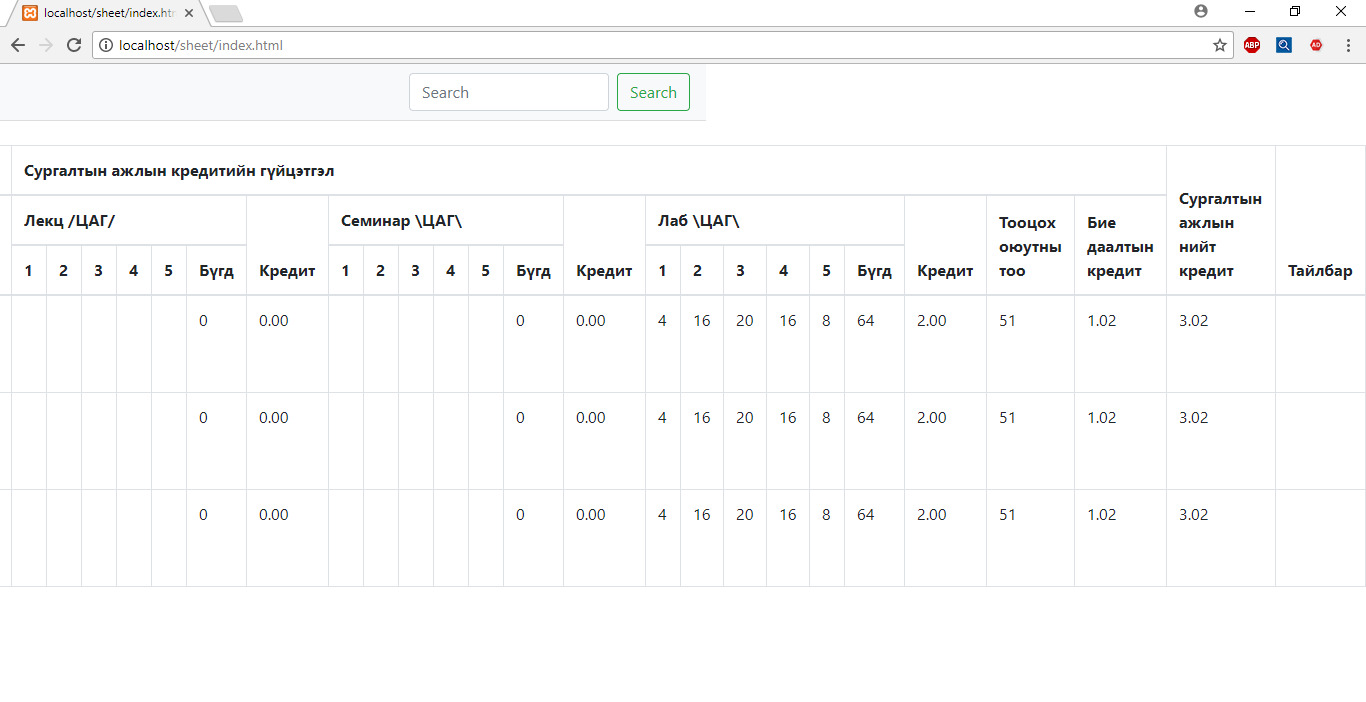 localhost/sheet/index.htm
localhost/sheet/index.html
ABP
AD
Search Search
Сургалтын ажлын кредитийн гүйцэтгэл
Сургалтын
ажлын
нийт
кредит
Тайлбар
Лекц /ЦАГ/
Кредит
Семинар \ЦАГ\
Кредит
Лаб \ЦАГ\
Кредит
Тооцох
оюутны
тоо
Бие
даалтын
кредит
1 2 3 4 5 Бүгд 1 2 3 4 5 Бүгд 1 2 3 4 5 Бүгд
0 0.00 0 0.00 4 16 20 16 8 64 2.00 51 1.02 3.02
0 0.00 0 0.00 4 16 20 16 8 64 2.00 51 1.02 3.02
0 0.00 0 0.00 4 16 20 16 8 64 2.00 51 1.02 3.02